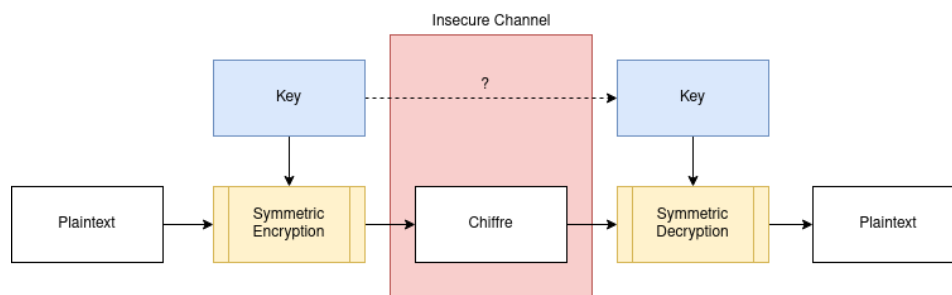 Insecure Channel
Key
?
Key
Plaintext
Symmetric
Encryption
Chiffre
Symmetric
Decryption
Plaintext